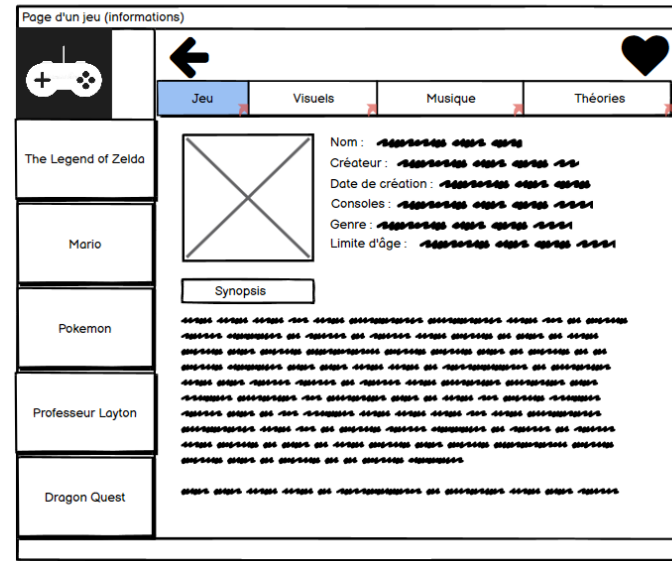 Page d'un jeu (informations)
Jeu
Visuels
Musique
Théories
The Legend of Zelda
Mario
Pokemon
Professeur Layton
Dragon Quest
Nom :
Créateur :
Date de création :
Consoles :
Genre :
Limite d'âge :
Synopsis